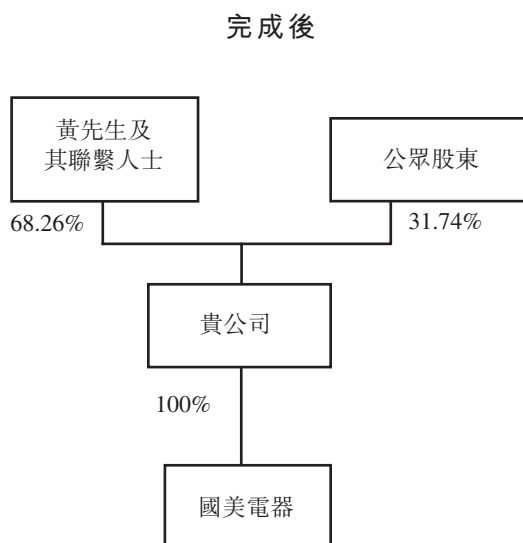 完成後
黃先生及
其聯繫人士
公眾股東
68.26%
31.74%
貴公司
100%
國美電器